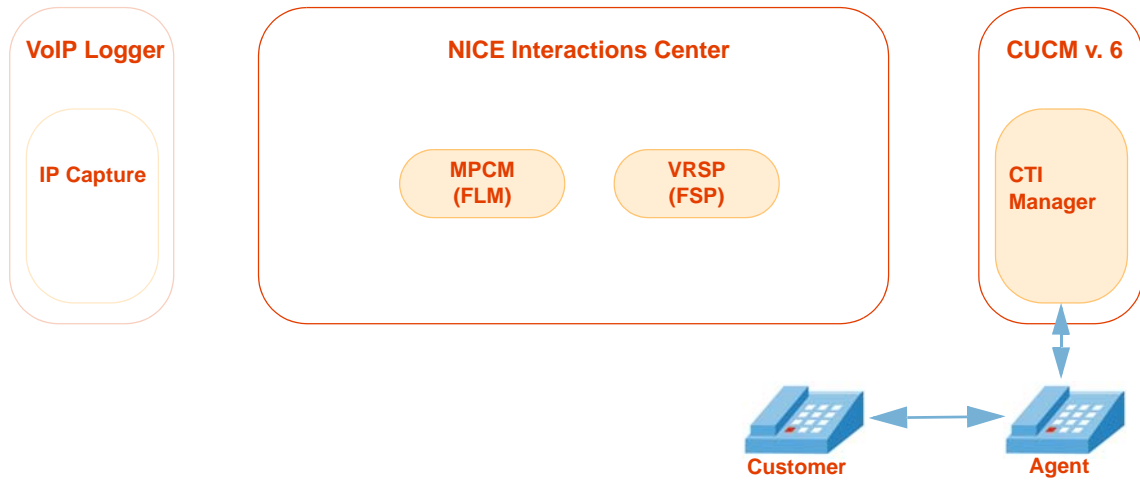 VoIP Logger
NICE Interactions Center
CUCM v. 6
IP Capture
MPCM
(FLM)
VRSP
(FSP)
CTI
Manager
Customer
Agent